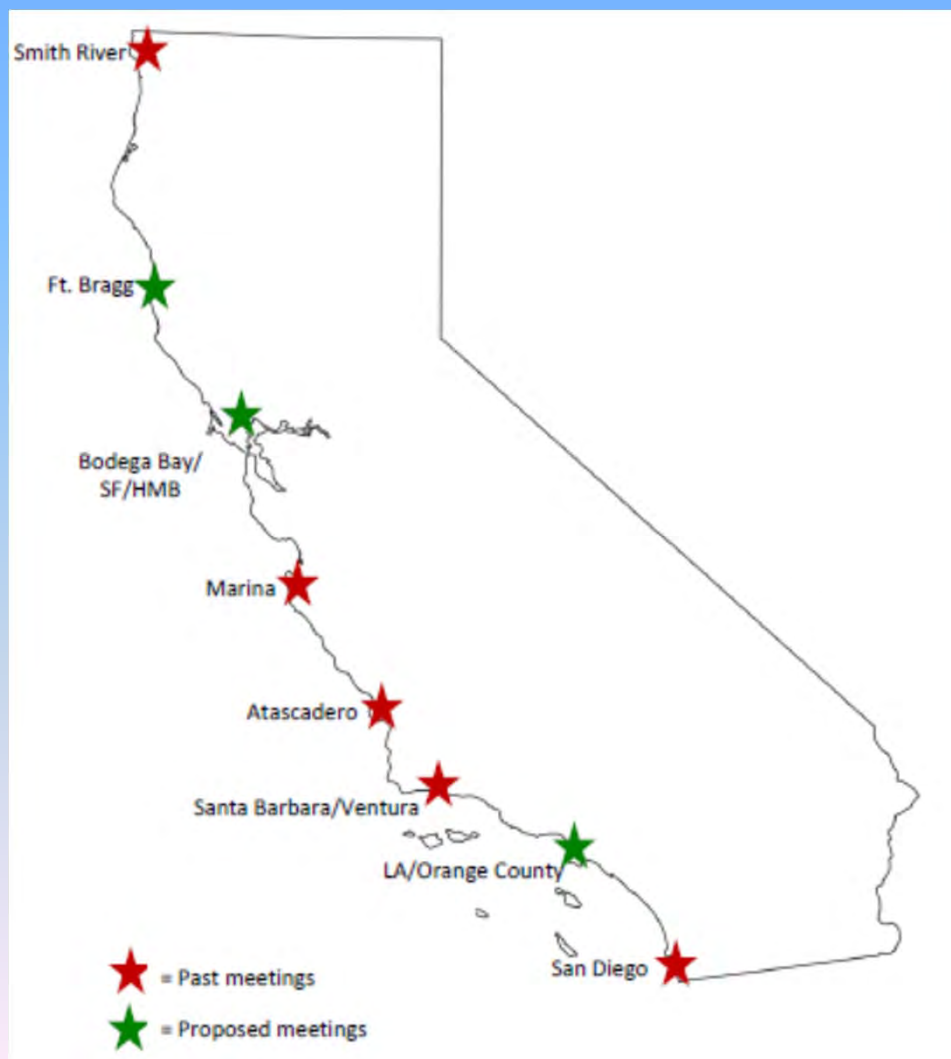 Smith River
Ft. Bragg
Bodega Bay/
SF/HMB
Marina
Atascadero
Santa Barbara/Ventura
LA/Orange County
San Diego
= Past meetings
= Proposed meetings